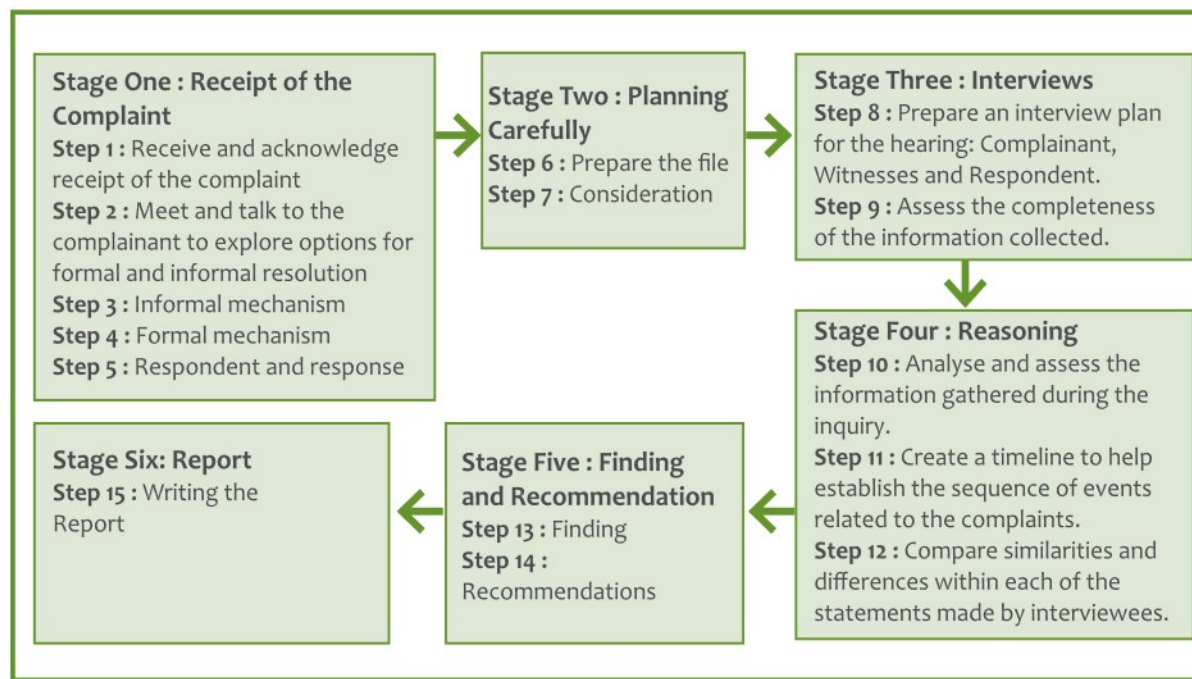 Stage One : Receipt of the
Complaint
Step 1 : Receive and acknowledge
receipt of the complaint
Step 2 : Meet and talk to the
complainant to explore options for
formal and informal resolution
Step 3 : Informal mechanism
Step 4 : Formal mechanism
Step 5 : Respondent and response
Stage Two : Planning
Carefully
Step 6 : Prepare the file
Step 7 : Consideration
Stage Three : Interviews
Step 8 : Prepare an interview plan
for the hearing: Complainant,
Witnesses and Respondent.
Step 9 : Assess the completeness
of the information collected.
Stage Four : Reasoning
Step 10 : Analyse and assess the
information gathered during the
inquiry.
Step 11 : Create a timeline to help
establish the sequence of events
related to the complaints.
Step 12 : Compare similarities and
differences within each of the
statements made by interviewees.
Stage Five : Finding
and Recommendation
Step 13 : Finding
Step 14 :
Recommendations
Stage Six: Report
Step 15 : Writing the
Report